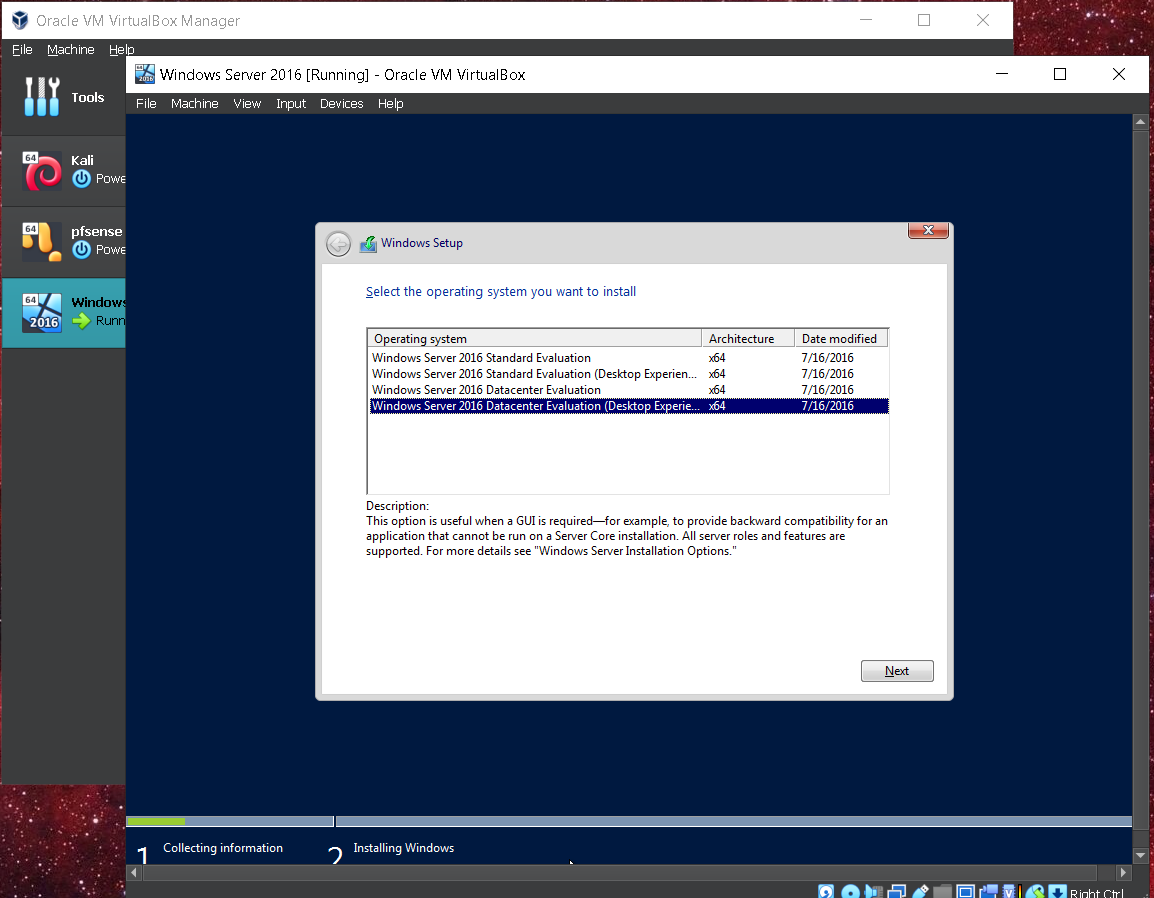 Oracle VM VirtualBox Manager
File Machine Help
Tools
64
Kali
Powe
64
pfsense
Powe
64
2016
Windows
Runn
2016
Windows Server 2016 [Running] - Oracle VM VirtualBox
File Machine View Input Devices Help
Windows Setup
Select the operating system you want to install
Operating system Architecture Date modified
Windows Server 2016 Standard Evaluation x64 7/16/2016
Windows Server 2016 Standard Evaluation (Desktop Experien... x64 7/16/2016
Windows Server 2016 Datacenter Evaluation x64 7/16/2016
Windows Server 2016 Datacenter Evaluation (Desktop Experie... x64 7/16/2016
Description:
This option is useful when a GUI is required—for example, to provide backward compatibility for an
application that cannot be run on a Server Core installation. All server roles and features are
supported. For more details see "Windows Server Installation Options."
Next
1 Collecting information 2 Installing Windows
Right Ctrl